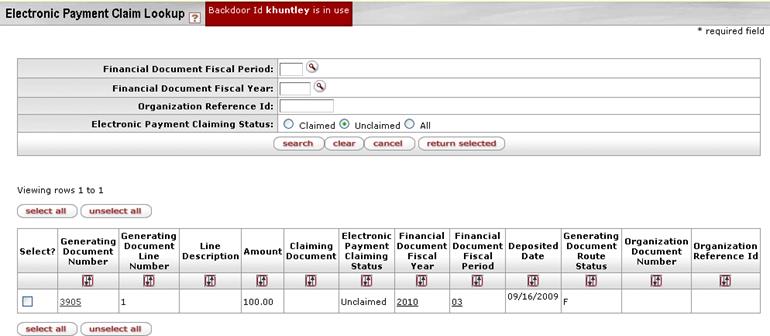 Electronic Payment Claim Lookup ? Backdoor Id khuntley is in use
* required field
Financial Document Fiscal Period:
Financial Document Fiscal Year:
Organization Reference Id:
Electronic Payment Claiming Status: Claimed Unclaimed All
search clear cancel return selected
Viewing rows 1 to 1
select all unselect all
Select? Generating Document Number Generating Document Line Number Line Description Amount Claiming Document Electronic Payment Claiming Status Financial Document Fiscal Year Financial Document Fiscal Period Deposited Date Generating Document Route Status Organization Document Number Organization Reference Id
3905 1 100.00 Unclaimed 2010 03 09/16/2009 F
select all unselect all